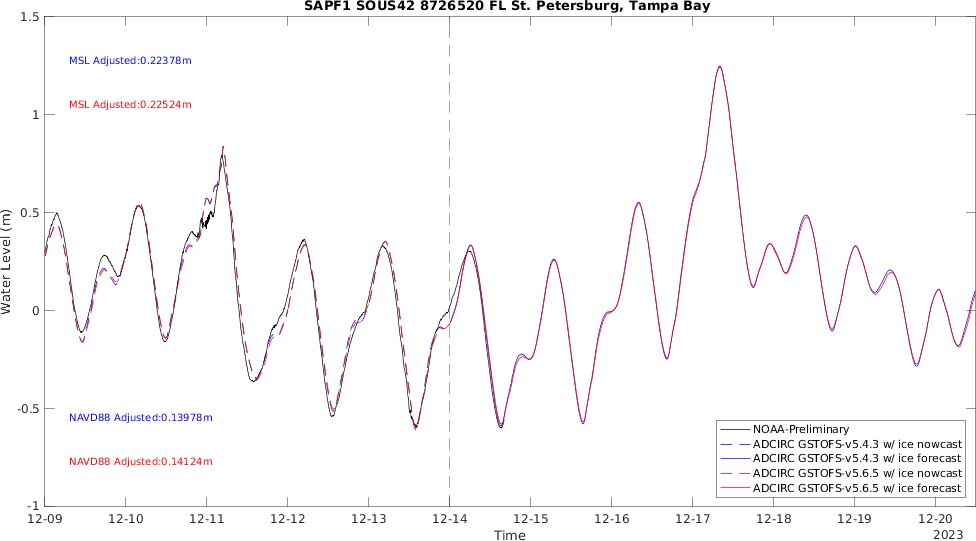 SAPF1 SOUS42 8726520 FL St. Petersburg, Tampa Bay
1.5
MSL Adjusted:0.22378m
MSL Adjusted:0.22524m
1
0.5
Water Level (m)
0
-0.5
NAVD88 Adjusted:0.13978m
NAVD88 Adjusted:0.14124m
NOAA-Preliminary
ADCIRC GSTOFS-v5.4.3 w/ ice nowcast
ADCIRC GSTOFS-v5.4.3 w/ ice forecast
ADCIRC GSTOFS-v5.6.5 w/ ice nowcast
ADCIRC GSTOFS-v5.6.5 w/ ice forecast
-1
12-09 12-10 12-11 12-12 12-13 12-14 12-15 12-16 12-17 12-18 12-19 12-20
Time
2023